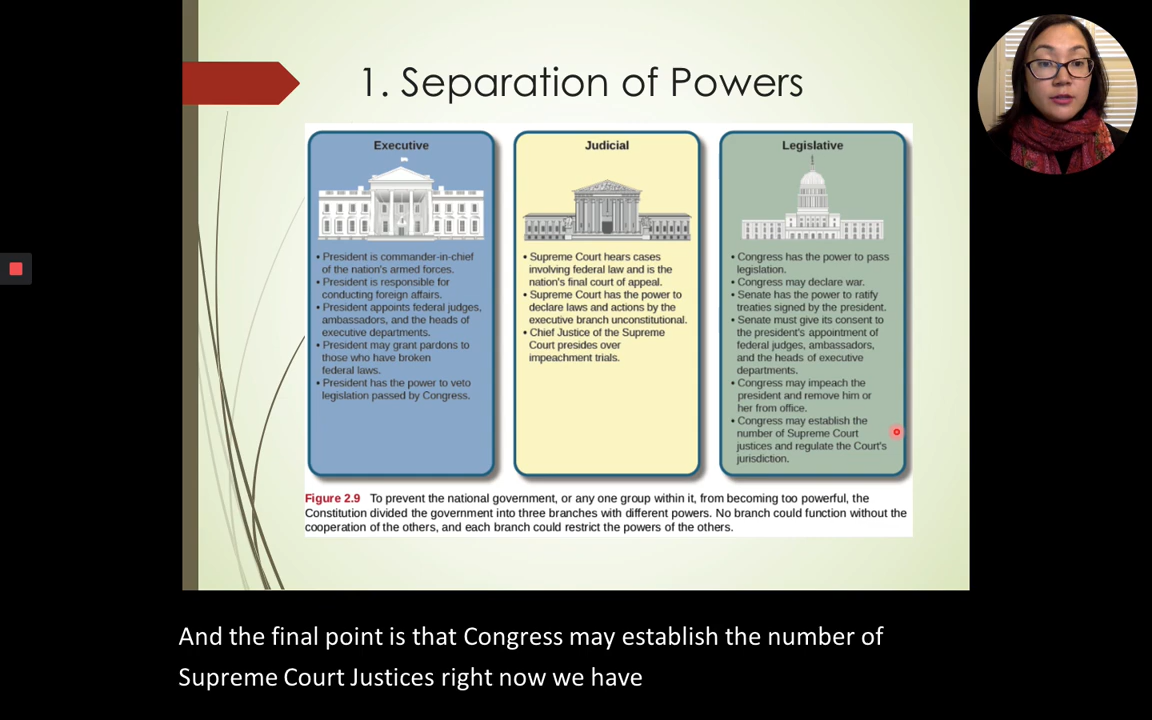 1. Separation of Powers
Executive
• President is commander-in-chief
of the nation's armed forces.
• President is responsible for
conducting foreign affairs.
• President appoints federal judges,
ambassadors, and the heads of
executive departments.
• President may grant pardons to
those who have broken
federal laws.
• President has the power to veto
legislation passed by Congress.
Judicial
• Supreme Court hears cases
involving federal law and is the
nation's final court of appeal.
• Supreme Court has the power to
declare laws and actions by the
executive branch unconstitutional.
• Chief Justice of the Supreme
Court presides over
impeachment trials.
Legislative
• Congress has the power to pass
legislation.
• Congress may declare war.
• Senate has the power to ratify
treaties signed by the president.
• Senate must give its consent to
the president's appointment of
federal judges, ambassadors,
and the heads of executive
departments.
• Congress may impeach the
president and remove him or
her from office.
• Congress may establish the
number of Supreme Court
justices and regulate the Court's
jurisdiction.
Figure 2.9 To prevent the national government, or any one group within it, from becoming too powerful, the
Constitution divided the government into three branches with different powers. No branch could function without the
cooperation of the others, and each branch could restrict the powers of the others.
And the final point is that Congress may establish the number of
Supreme Court Justices right now we have